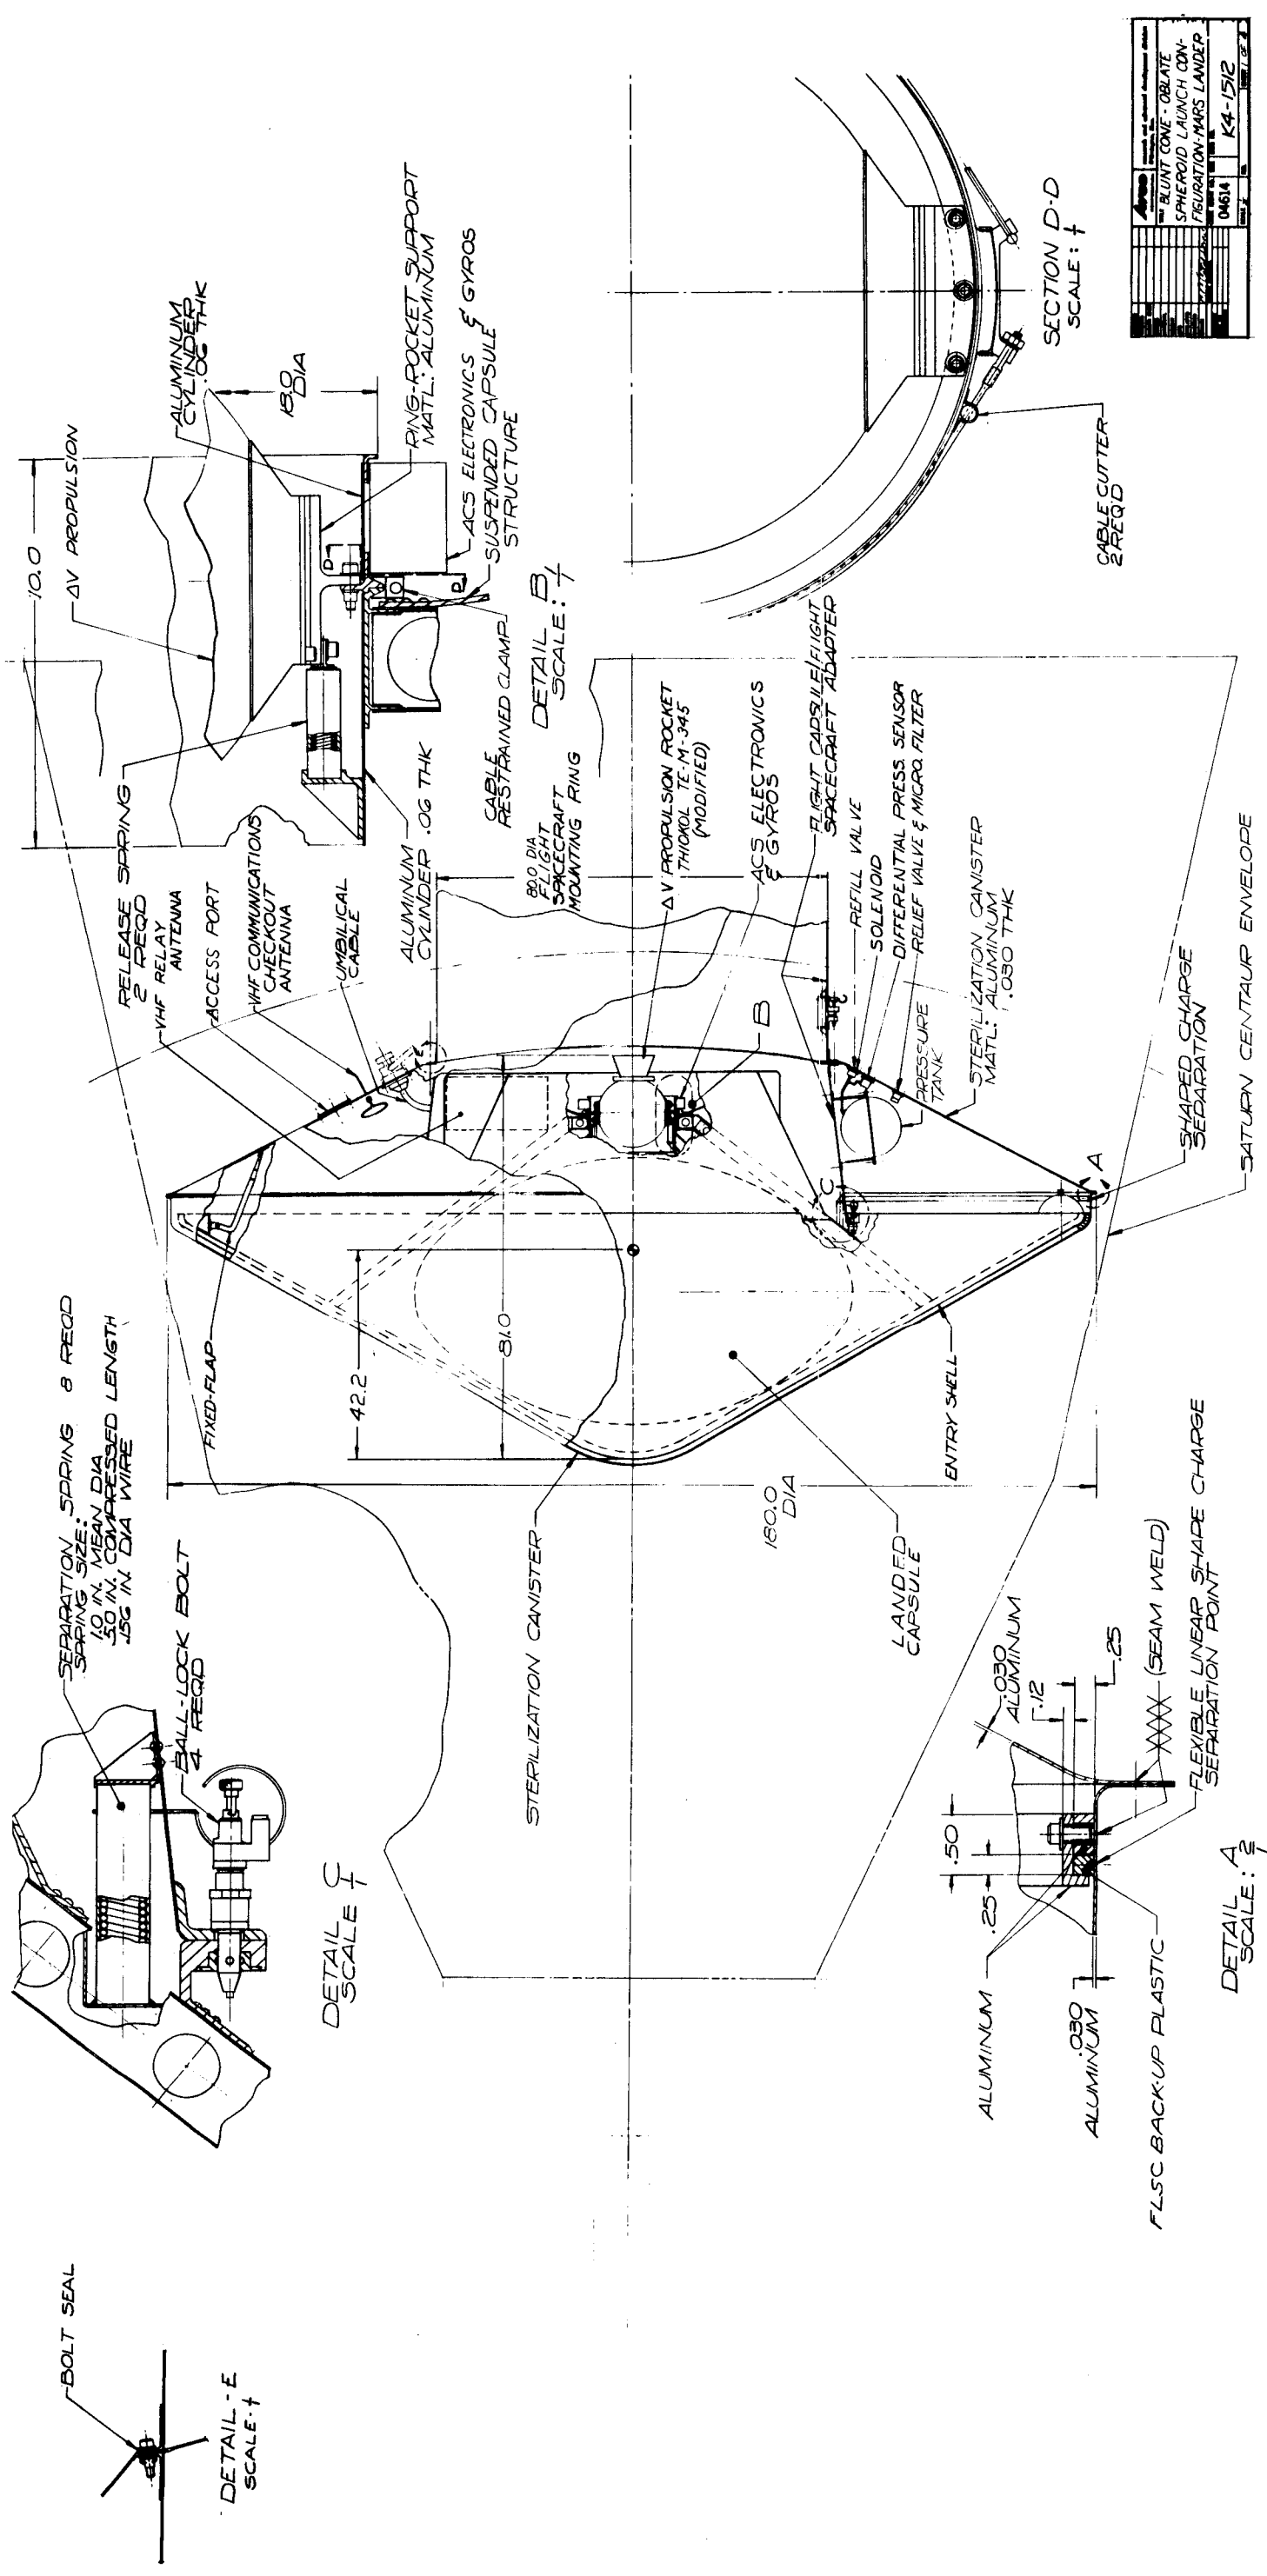 BOLT SEAL
DETAIL - E
SCALE - 1/1
SEPARATION SPRING 8 REQD
SPRING SIZE:
1.0 IN. MEAN DIA
5.0 IN. COMPRESSED LENGTH
.156 IN. DIA WIRE
BALL-LOCK BOLT
4 REQD
DETAIL C
SCALE 1/1
RELEASE SPRING
2 REQD
VHF RELAY
ANTENNA
ACCESS PORT
VHF COMMUNICATIONS
CHECKOUT
ANTENNA
UMBILICAL
CABLE
FIXED-FLAP
42.2
81.0
180.0
DIA
STERILIZATION CANISTER
LANDED
CAPSULE
ENTRY SHELL
80.0 DIA
FLIGHT
SPACECRAFT
MOUNTING RING
ΔV PROPULSION ROCKET
THIOKOL TE-M-345
(MODIFIED)
ACS ELECTRONICS
& GYROS
FLIGHT CAPSULE/FLIGHT
SPACECRAFT ADAPTER
B
C
E
A
REFILL VALVE
SOLENOID
DIFFERENTIAL PRESS. SENSOR
RELIEF VALVE & MICRO. FILTER
PRESSURE
TANK
STERILIZATION CANISTER
MATL: ALUMINUM
.030 THK
SHAPED CHARGE
SEPARATION
SATURN CENTAUR ENVELOPE
10.0
ΔV PROPULSION
ALUMINUM
CYLINDER
.06 THK
18.0
DIA
RING-ROCKET SUPPORT
MATL: ALUMINUM
ACS ELECTRONICS & GYROS
SUSPENDED CAPSULE
STRUCTURE
D
D
CABLE
RESTRAINED CLAMP
ALUMINUM
CYLINDER .06 THK
DETAIL B
SCALE: 1/1
CABLE CUTTER
2 REQ'D
SECTION D-D
SCALE: 1/1
ALUMINUM
.25
.50
.030
ALUMINUM
.12
.25
.030
ALUMINUM
(SEAM WELD)
FLEXIBLE LINEAR SHAPE CHARGE
SEPARATION POINT
FLSC BACK-UP PLASTIC
DETAIL A
SCALE: 2/1
Avco
BLUNT CONE - OBLATE
SPHEROID LAUNCH CON-
FIGURATION-MARS LANDER
04614
K4-1512